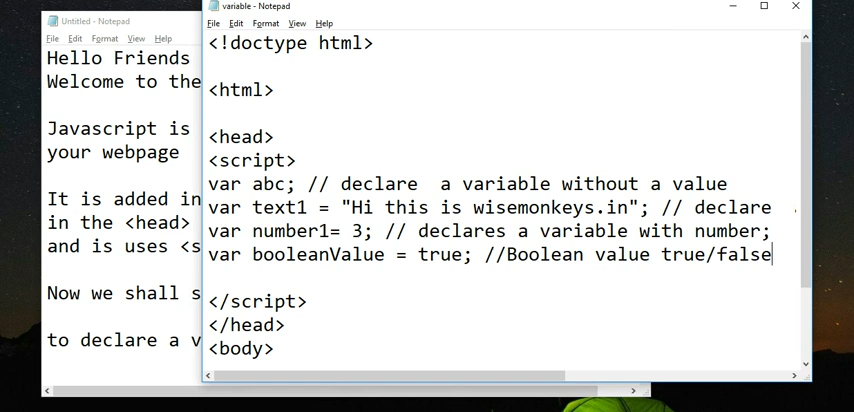 Untitled - Notepad
File Edit Format View Help
Hello Friends
Welcome to the
Javascript is
your webpage
It is added in
in the <head>
and is uses <s
Now we shall s
to declare a v
variable - Notepad
File Edit Format View Help
<!doctype html>
<html>
<head>
<script>
var abc; // declare  a variable without a value
var text1 = "Hi this is wisemonkeys.in"; // declare
var number1= 3; // declares a variable with number;
var booleanValue = true; //Boolean value true/false
</script>
</head>
<body>